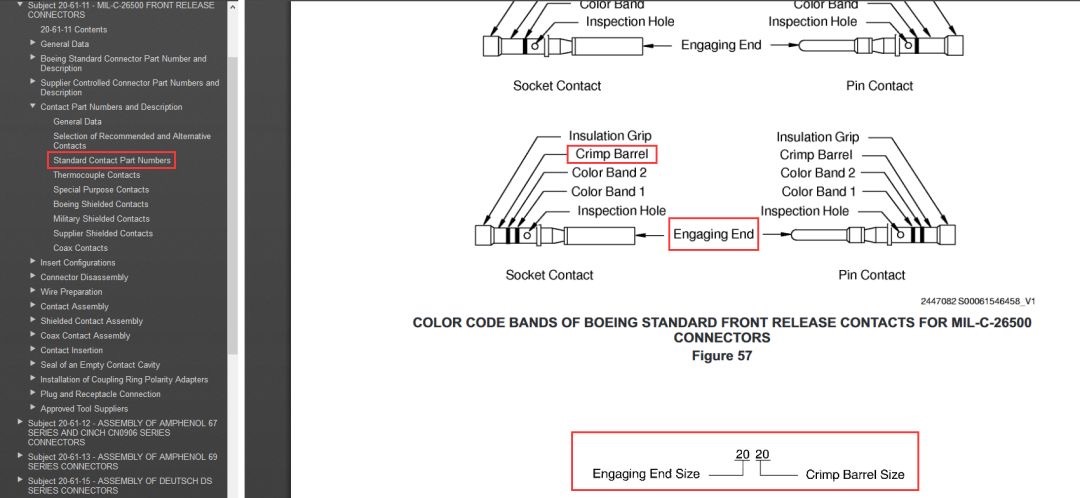 Subject 20-61-11 - MIL-C-26500 FRONT RELEASE
CONNECTORS
20-61-11 Contents
General Data
Boeing Standard Connector Part Number and
Description
Supplier Controlled Connector Part Numbers and
Description
Contact Part Numbers and Description
General Data
Selection of Recommended and Alternative
Contacts
Standard Contact Part Numbers
Thermocouple Contacts
Special Purpose Contacts
Boeing Shielded Contacts
Military Shielded Contacts
Supplier Shielded Contacts
Coax Contacts
Insert Configurations
Connector Disassembly
Wire Preparation
Contact Assembly
Shielded Contact Assembly
Coax Contact Assembly
Contact Insertion
Seal of an Empty Contact Cavity
Installation of Coupling Ring Polarity Adapters
Plug and Receptacle Connection
Approved Tool Suppliers
Subject 20-61-12 - ASSEMBLY OF AMPHENOL 67
SERIES AND CINCH CN0906 SERIES
CONNECTORS
Subject 20-61-13 - ASSEMBLY OF AMPHENOL 69
SERIES CONNECTORS
Subject 20-61-15 - ASSEMBLY OF DEUTSCH DS
SERIES CONNECTORS
Color Band
Color Band
Inspection Hole
Inspection Hole
Engaging End
Socket Contact
Pin Contact
Insulation Grip
Insulation Grip
Crimp Barrel
Crimp Barrel
Color Band 2
Color Band 2
Color Band 1
Color Band 1
Inspection Hole
Inspection Hole
Engaging End
Socket Contact
Pin Contact
2447082 S00061546458_V1
COLOR CODE BANDS OF BOEING STANDARD FRONT RELEASE CONTACTS FOR MIL-C-26500
CONNECTORS
Figure 57
20 20
Engaging End Size
Crimp Barrel Size